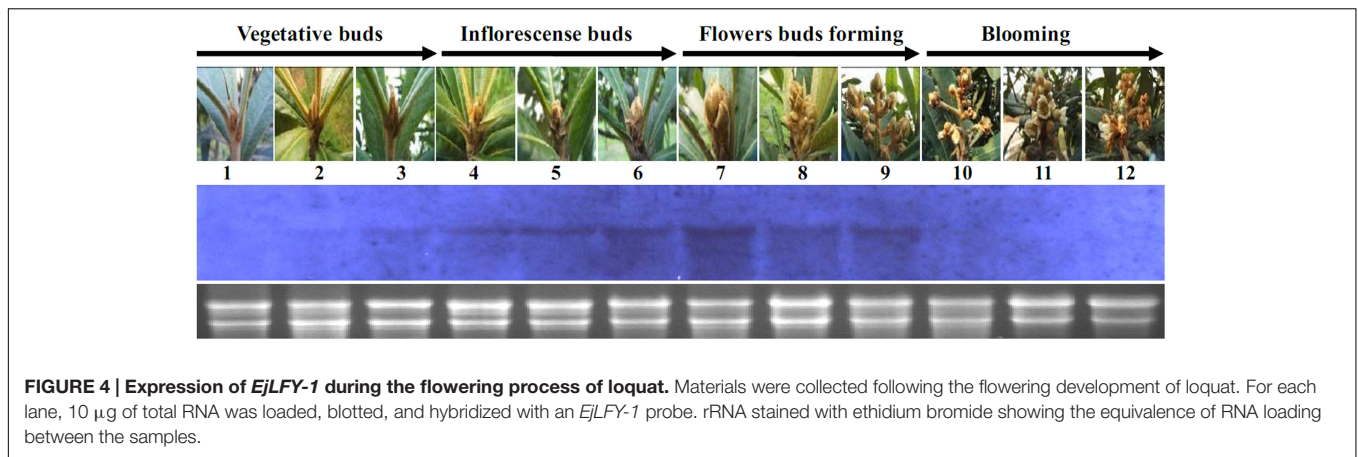 Vegetative buds Inflorescense buds Flowers buds forming Blooming
1 2 3 4 5 6 7 8 9 10 11 12
FIGURE 4 | Expression of EjLFY-1 during the flowering process of loquat. Materials were collected following the flowering development of loquat. For each
lane, 10 μg of total RNA was loaded, blotted, and hybridized with an EjLFY-1 probe. rRNA stained with ethidium bromide showing the equivalence of RNA loading
between the samples.